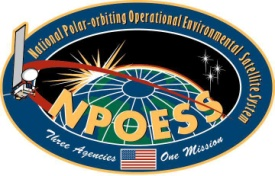 National Polar-orbiting Operational Environmental Satellite System
NPOESS
Three Agencies One Mission